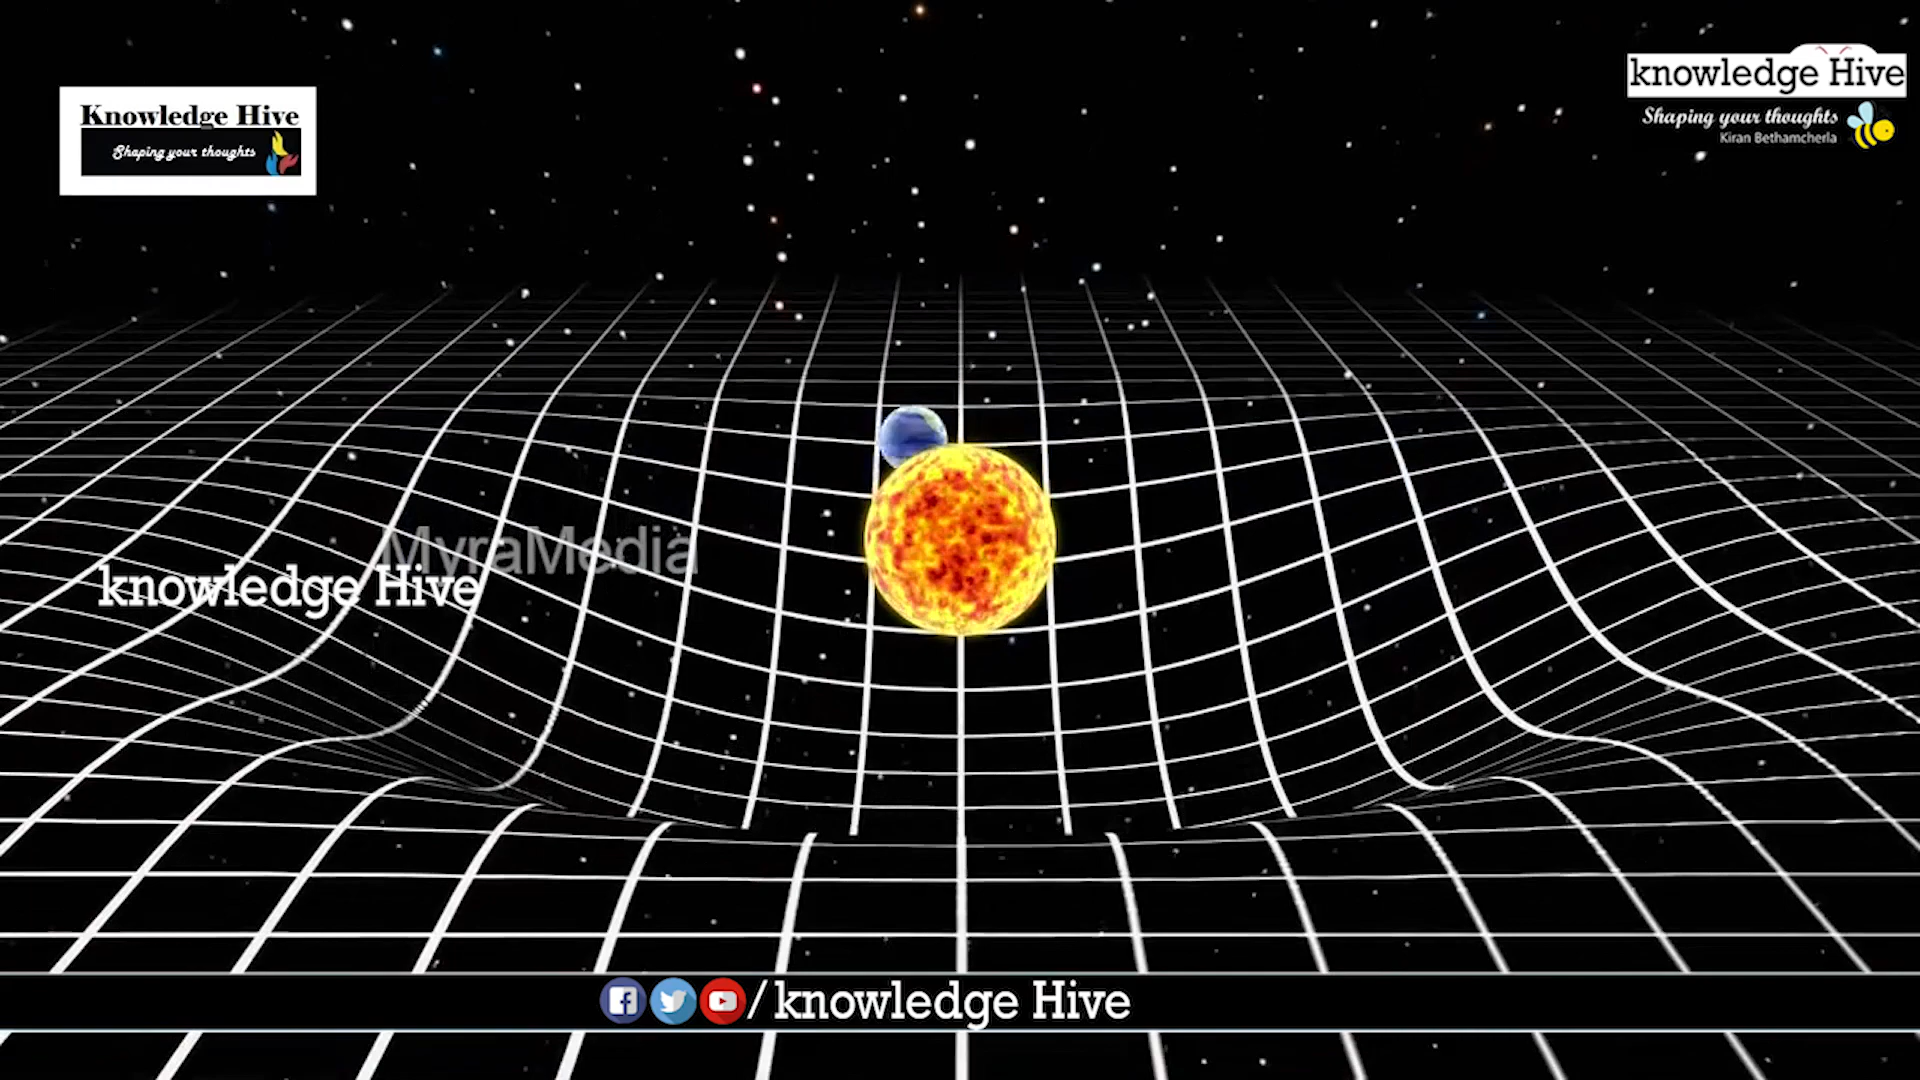 Knowledge Hive
Shaping your thoughts
knowledge Hive
Shaping your thoughts
Kiran Bethamcherla
MyraMedia
knowledge Hive
/ knowledge Hive